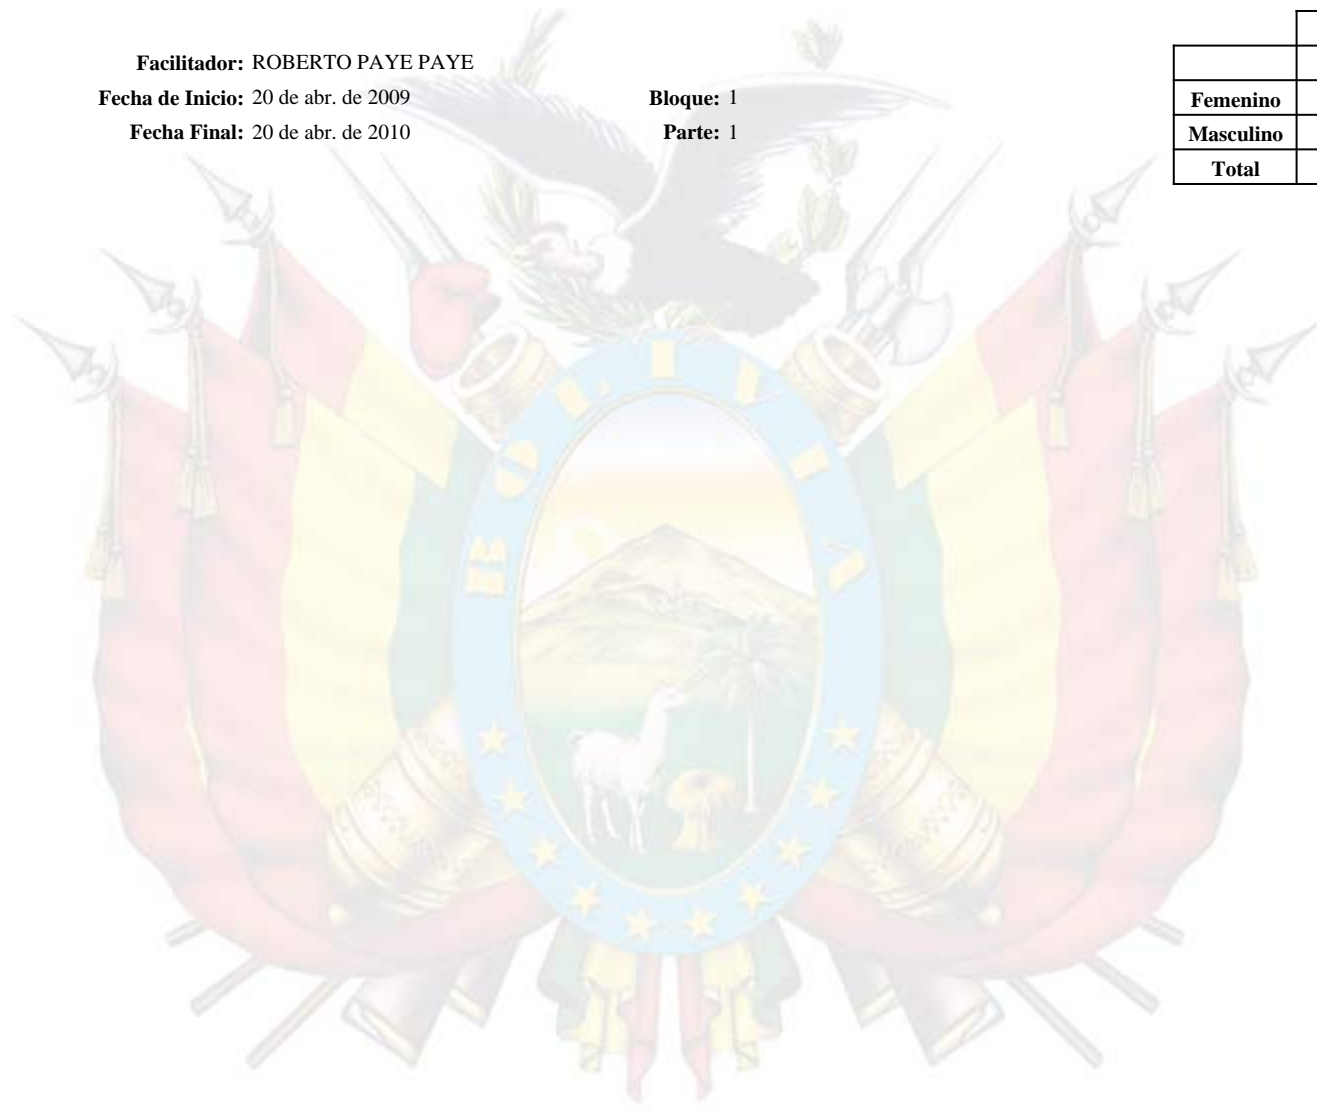 Facilitador: ROBERTO PAYE PAYE
Fecha de Inicio: 20 de abr. de 2009 Bloque: 1
Fecha Final: 20 de abr. de 2010 Parte: 1
Femenino
Masculino
Total
BOLIVIA